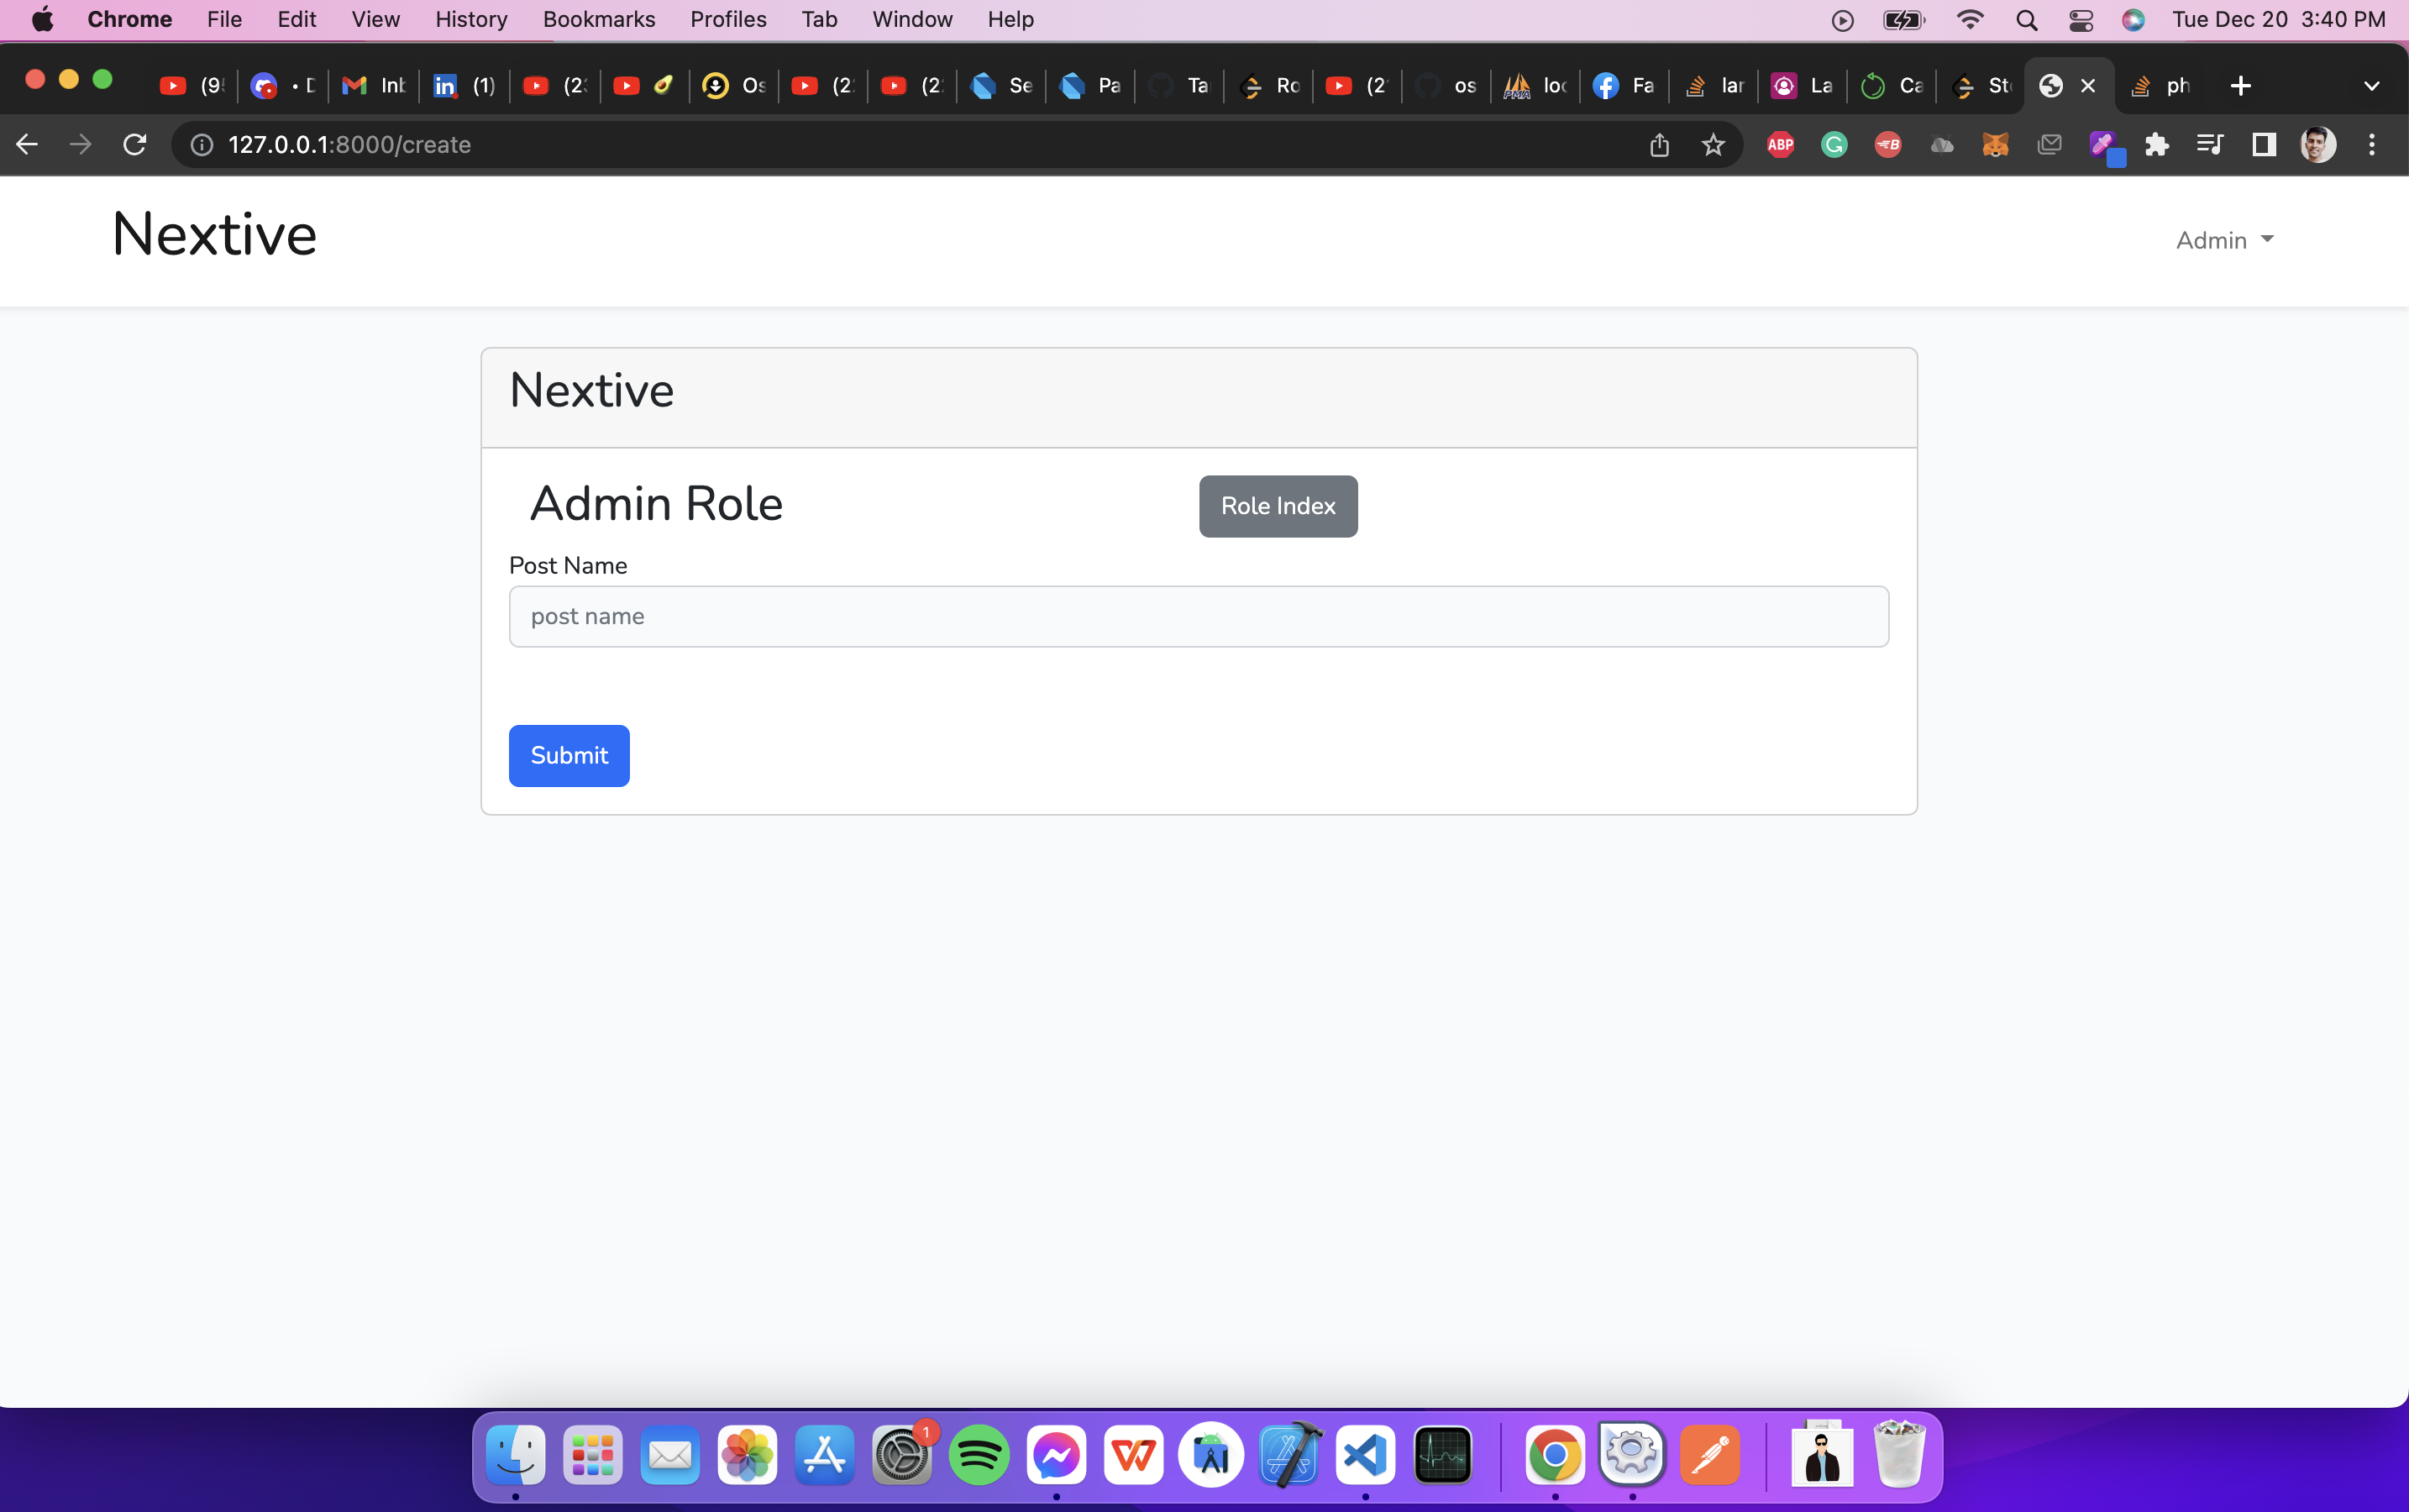 Chrome File Edit View History Bookmarks Profiles Tab Window Help Tue Dec 20 3:40 PM
(9 • D Inb (1) (2 (2 (2 Se Pa Ta Ro (2 os loc Fa lar La Ca St ph
127.0.0.1:8000/create ABP
Nextive
Admin
Nextive
Admin Role
Role Index
Post Name
post name
Submit
1